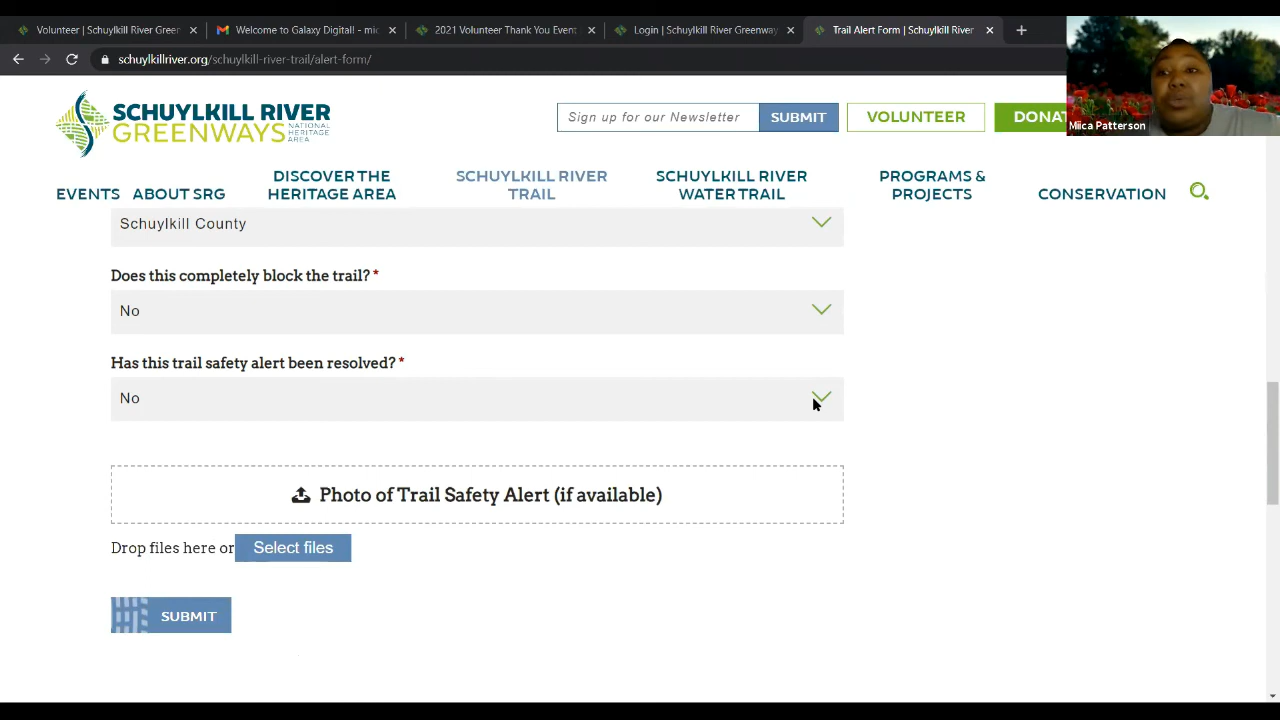 Volunteer | Schuylkill River Green
Welcome to Galaxy Digital! - mic
2021 Volunteer Thank You Event
Login | Schuylkill River Greenway
Trail Alert Form | Schuylkill River
schuylkillriver.org/schuylkill-river-trail/alert-form/
Miica Patterson
SCHUYLKILL RIVER
GREENWAYS NATIONAL HERITAGE AREA
Sign up for our Newsletter
SUBMIT
VOLUNTEER
DONAT
EVENTS
ABOUT SRG
DISCOVER THE
HERITAGE AREA
SCHUYLKILL RIVER
TRAIL
SCHUYLKILL RIVER
WATER TRAIL
PROGRAMS &
PROJECTS
CONSERVATION
Schuylkill County
Does this completely block the trail? *
No
Has this trail safety alert been resolved? *
No
Photo of Trail Safety Alert (if available)
Drop files here or Select files
SUBMIT